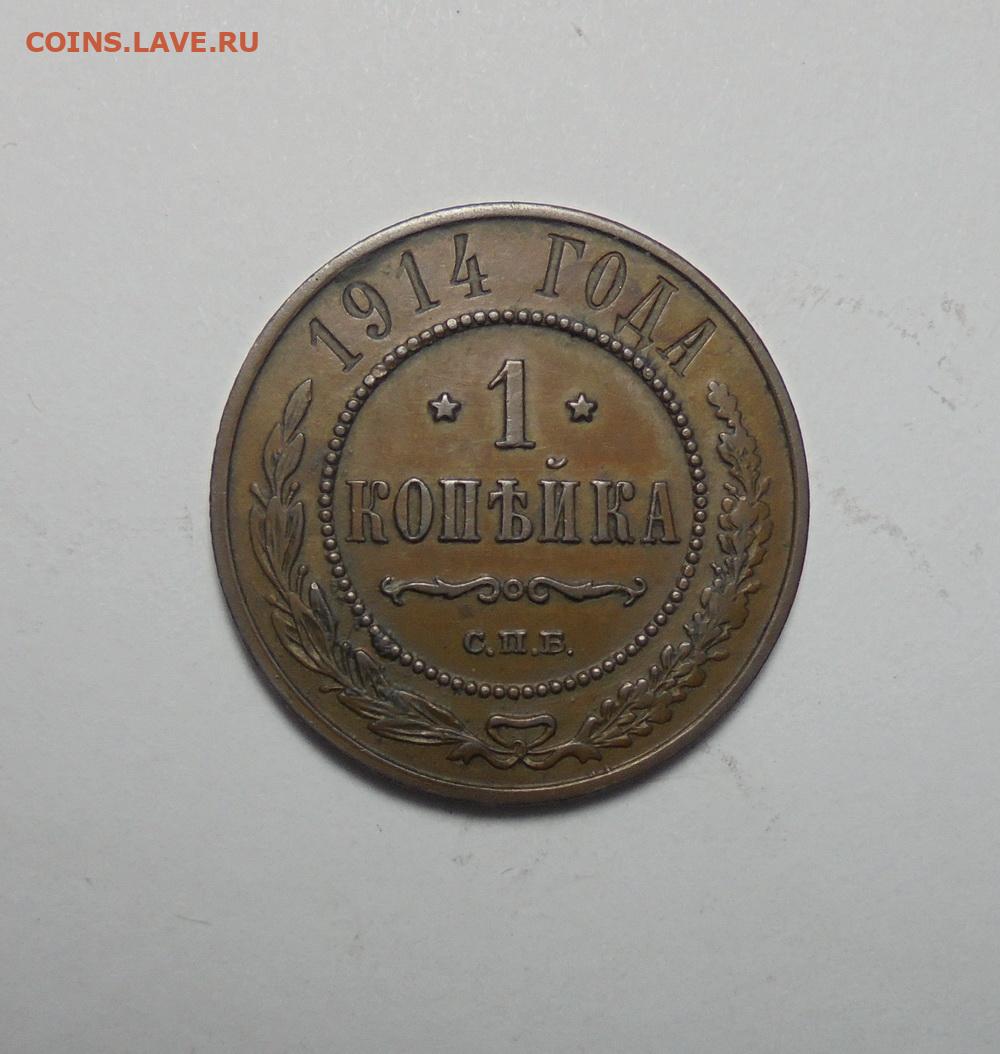 COINS.LAVE.RU
1914 ГОДА
1
КОПѢЙКА
С.П.Б.